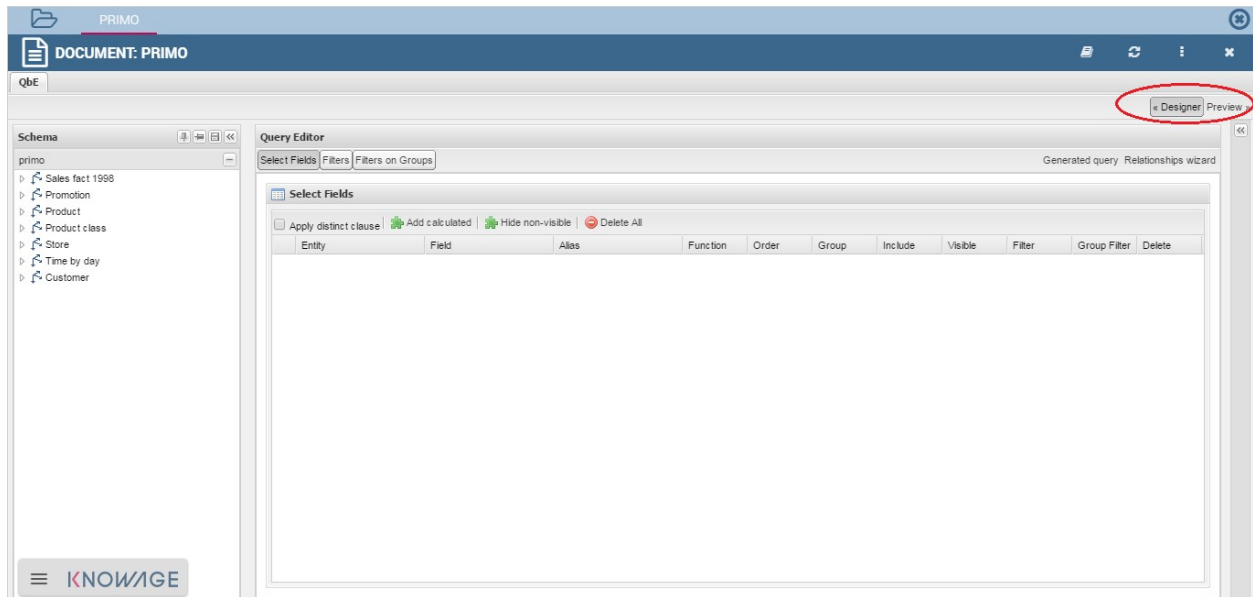 PRIMO
DOCUMENT: PRIMO
QbE
« Designer Preview »
Schema
Query Editor
primo
Select Fields Filters Filters on Groups Generated query Relationships wizard
Sales fact 1998
Promotion
Product
Product class
Store
Time by day
Customer
Select Fields
Apply distinct clause Add calculated Hide non-visible Delete All
Entity Field Alias Function Order Group Include Visible Filter Group Filter Delete
KNOWAGE